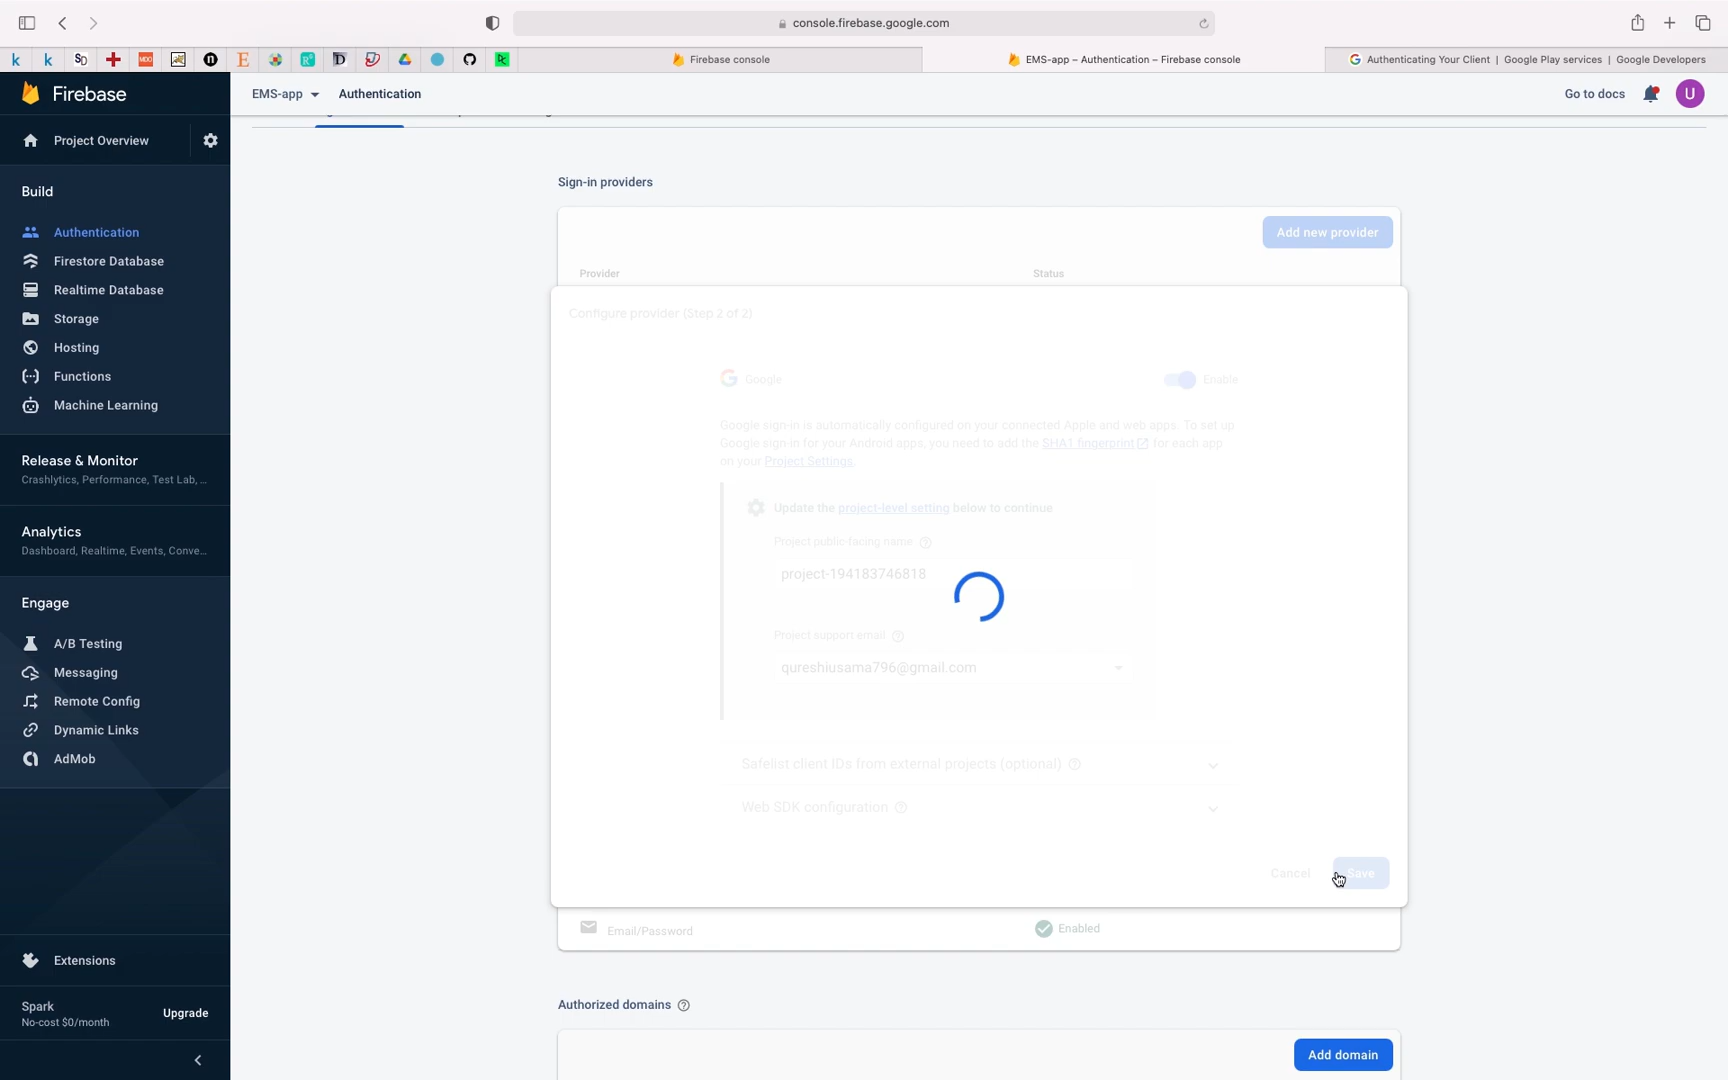 console.firebase.google.com
Firebase console
EMS-app – Authentication – Firebase console
Authenticating Your Client | Google Play services | Google Developers
Firebase
EMS-app
Authentication
Go to docs
U
Project Overview
Build
Authentication
Firestore Database
Realtime Database
Storage
Hosting
Functions
Machine Learning
Release & Monitor
Crashlytics, Performance, Test Lab, ...
Analytics
Dashboard, Realtime, Events, Conve...
Engage
A/B Testing
Messaging
Remote Config
Dynamic Links
AdMob
Extensions
Spark
No-cost $0/month
Upgrade
Sign-in providers
Add new provider
Provider
Status
Configure provider (Step 2 of 2)
Google
Enable
Google sign-in is automatically configured on your connected Apple and web apps. To set up
Google sign-in for your Android apps, you need to add the SHA1 fingerprint for each app
on your Project Settings.
Update the project-level setting below to continue
Project public-facing name
project-194183746818
Project support email
qureshiusama796@gmail.com
Safelist client IDs from external projects (optional)
Web SDK configuration
Cancel
Save
Email/Password
Enabled
Authorized domains
Add domain